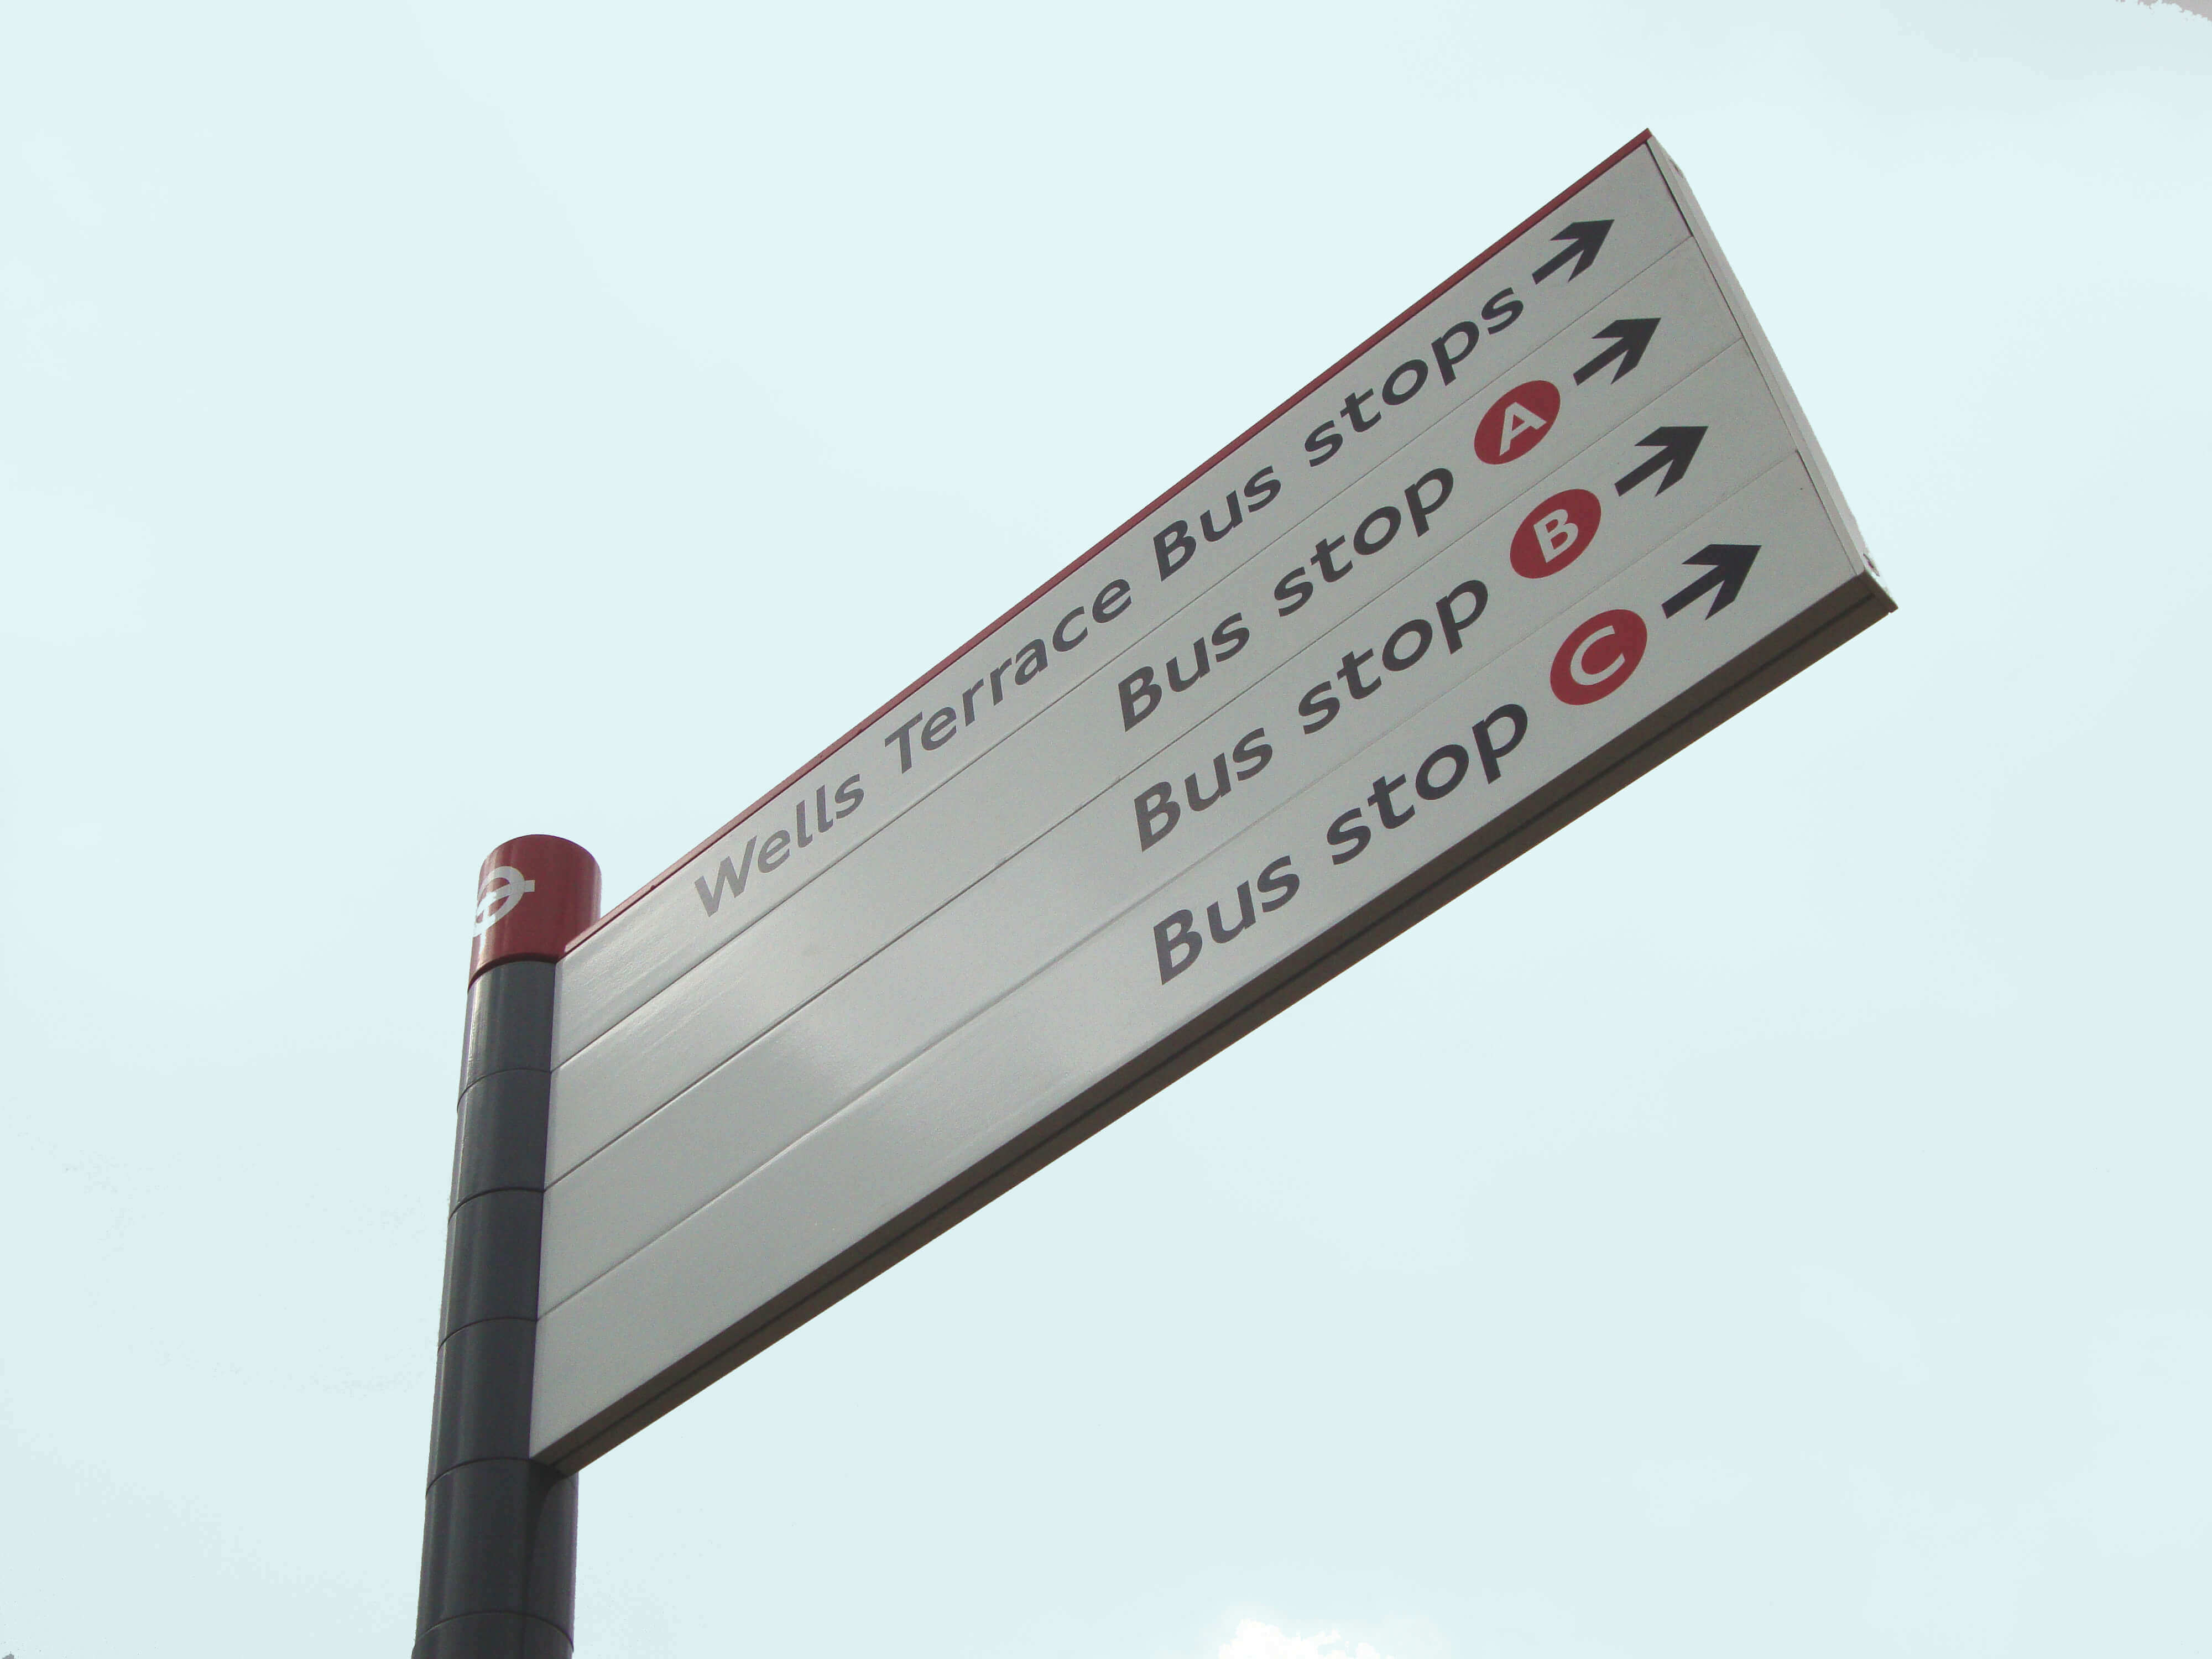 Wells Terrace Bus stops →
Bus stop A →
Bus stop B →
Bus stop C →